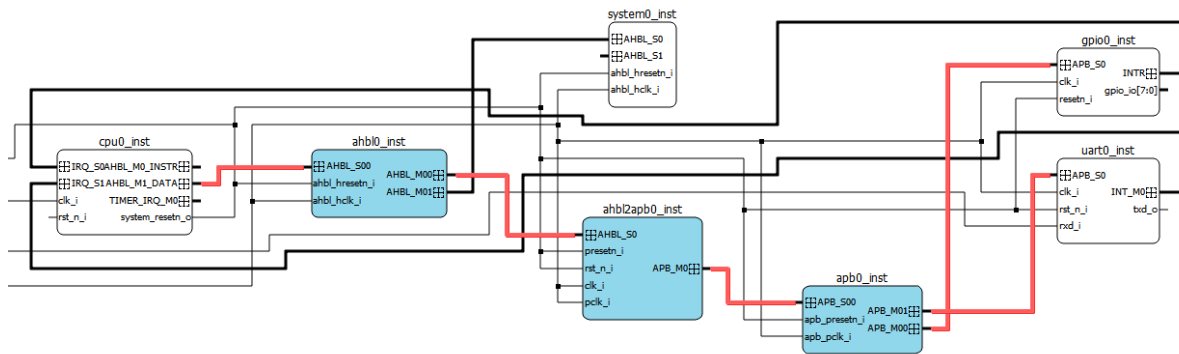 system0_inst
AHBL_S0
AHBL_S1
ahbl_hresetn_i
ahbl_hclk_i
gpio0_inst
APB_S0
INTR
clk_i
gpio_io[7:0]
resetn_i
cpu0_inst
IRQ_S0 AHBL_M0_INSTR
IRQ_S1 AHBL_M1_DATA
clk_i TIMER_IRQ_M0
rst_n_i system_resetn_o
ahbl0_inst
AHBL_S00
AHBL_M00
ahbl_hresetn_i
AHBL_M01
ahbl_hclk_i
uart0_inst
APB_S0
clk_i INT_M0
rst_n_i txd_o
rxd_i
ahbl2apb0_inst
AHBL_S0
presetn_i
rst_n_i APB_M0
clk_i
pclk_i
apb0_inst
APB_S00
APB_M01
apb_presetn_i
APB_M00
apb_pclk_i